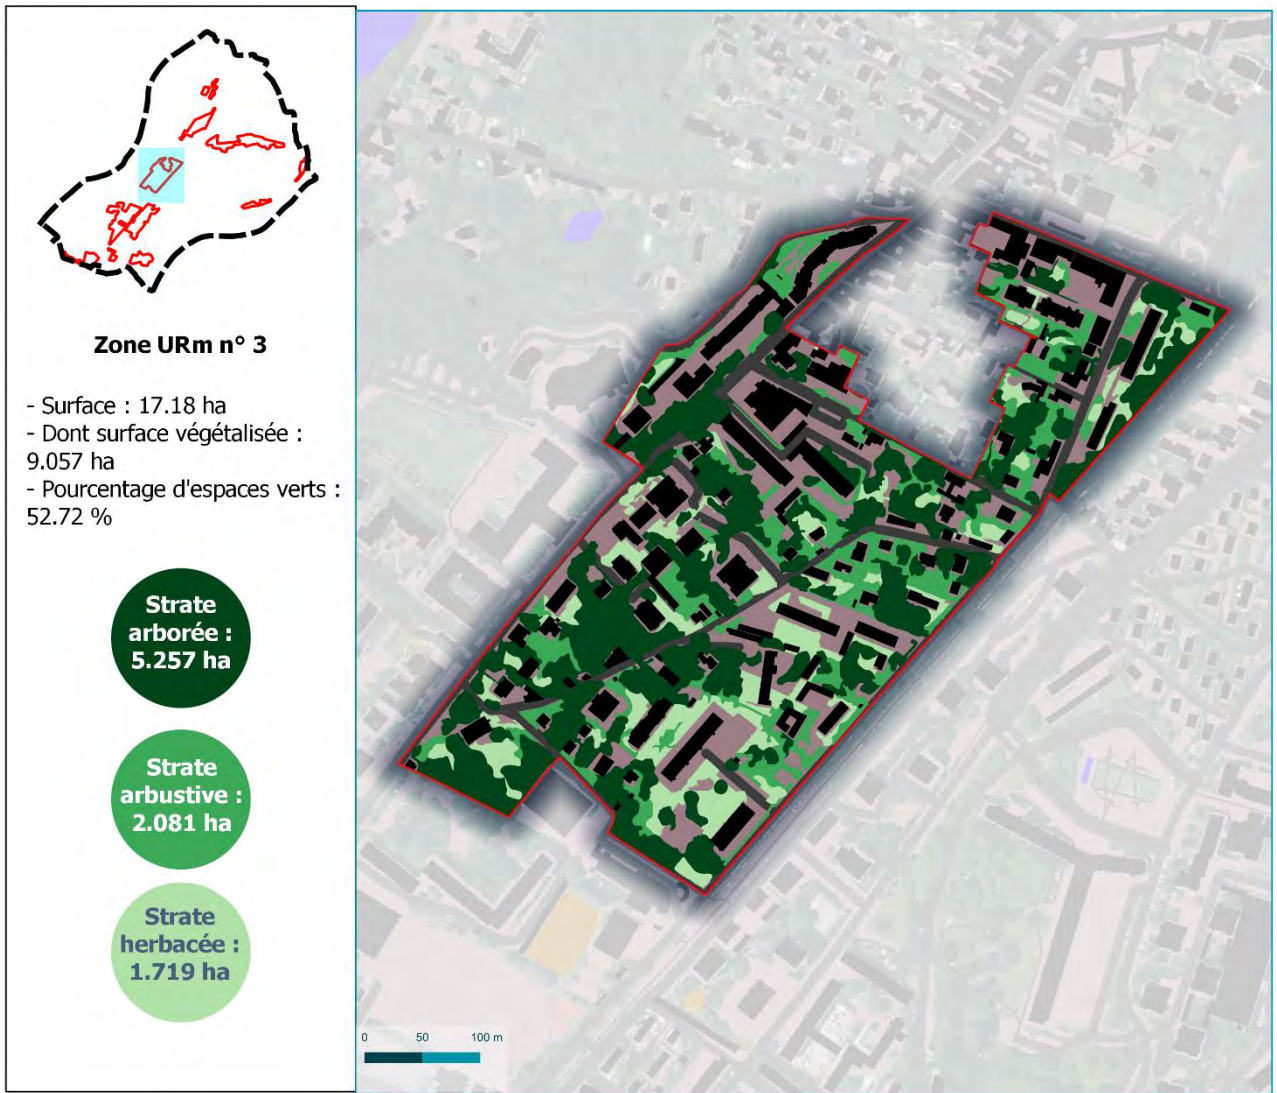 Zone URm n° 3
- Surface : 17.18 ha
- Dont surface végétalisée :
9.057 ha
- Pourcentage d'espaces verts :
52.72 %
Strate
arborée :
5.257 ha
Strate
arbustive :
2.081 ha
Strate
herbacée :
1.719 ha
0 50 100 m